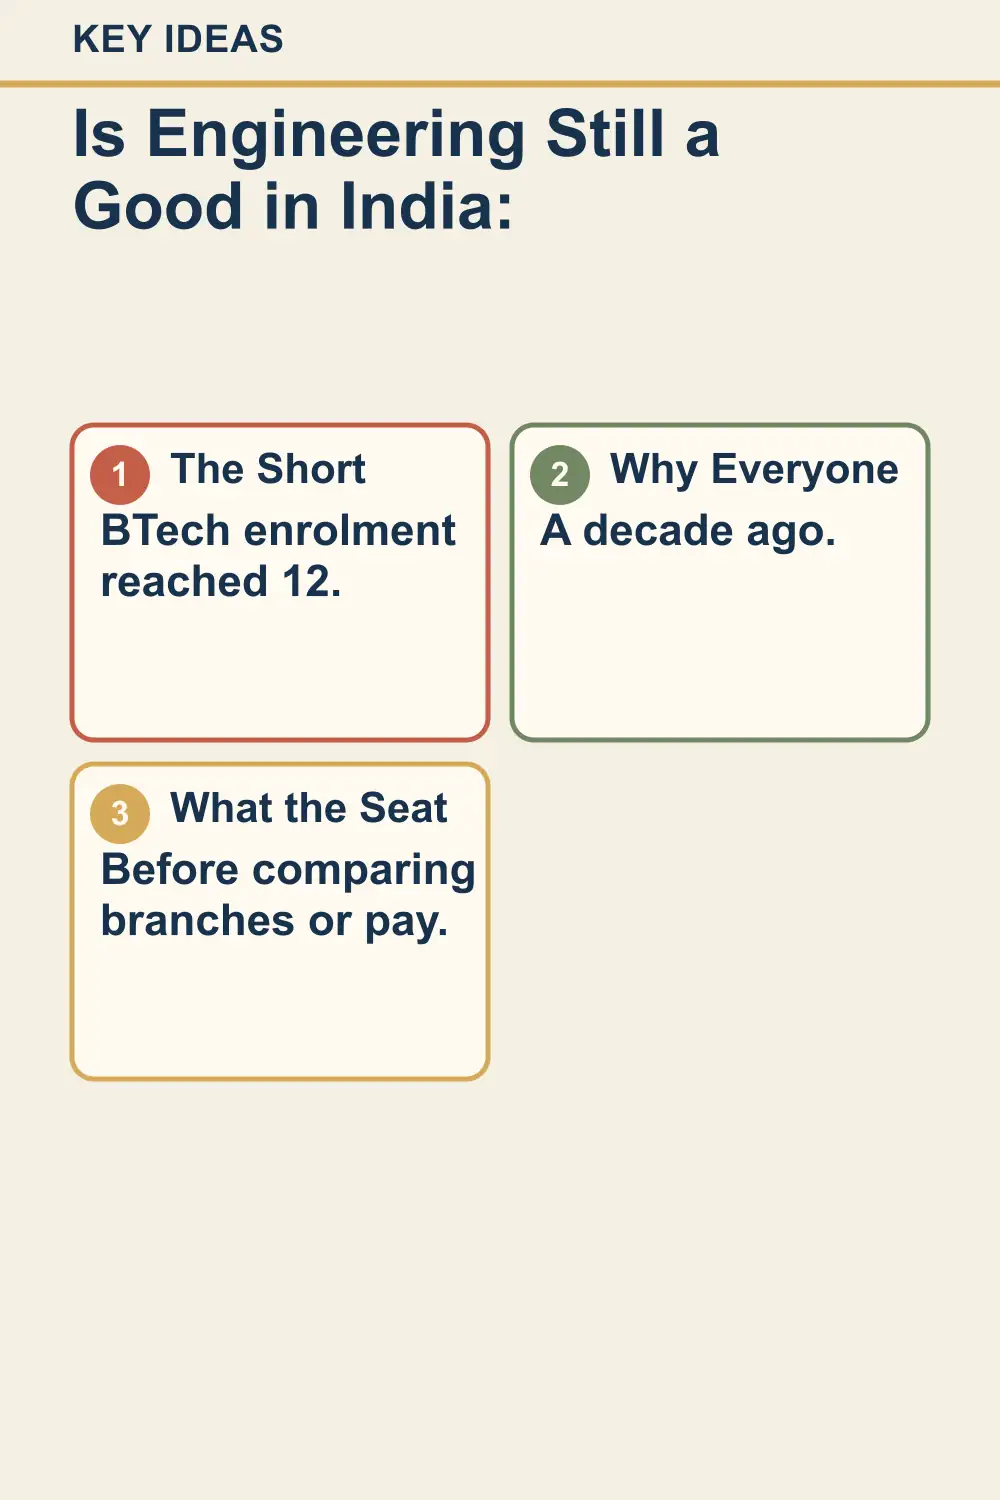 KEY IDEAS
Is Engineering Still a
Good in India:
1 The Short
BTech enrolment
reached 12.
2 Why Everyone
A decade ago.
3 What the Seat
Before comparing
branches or pay.